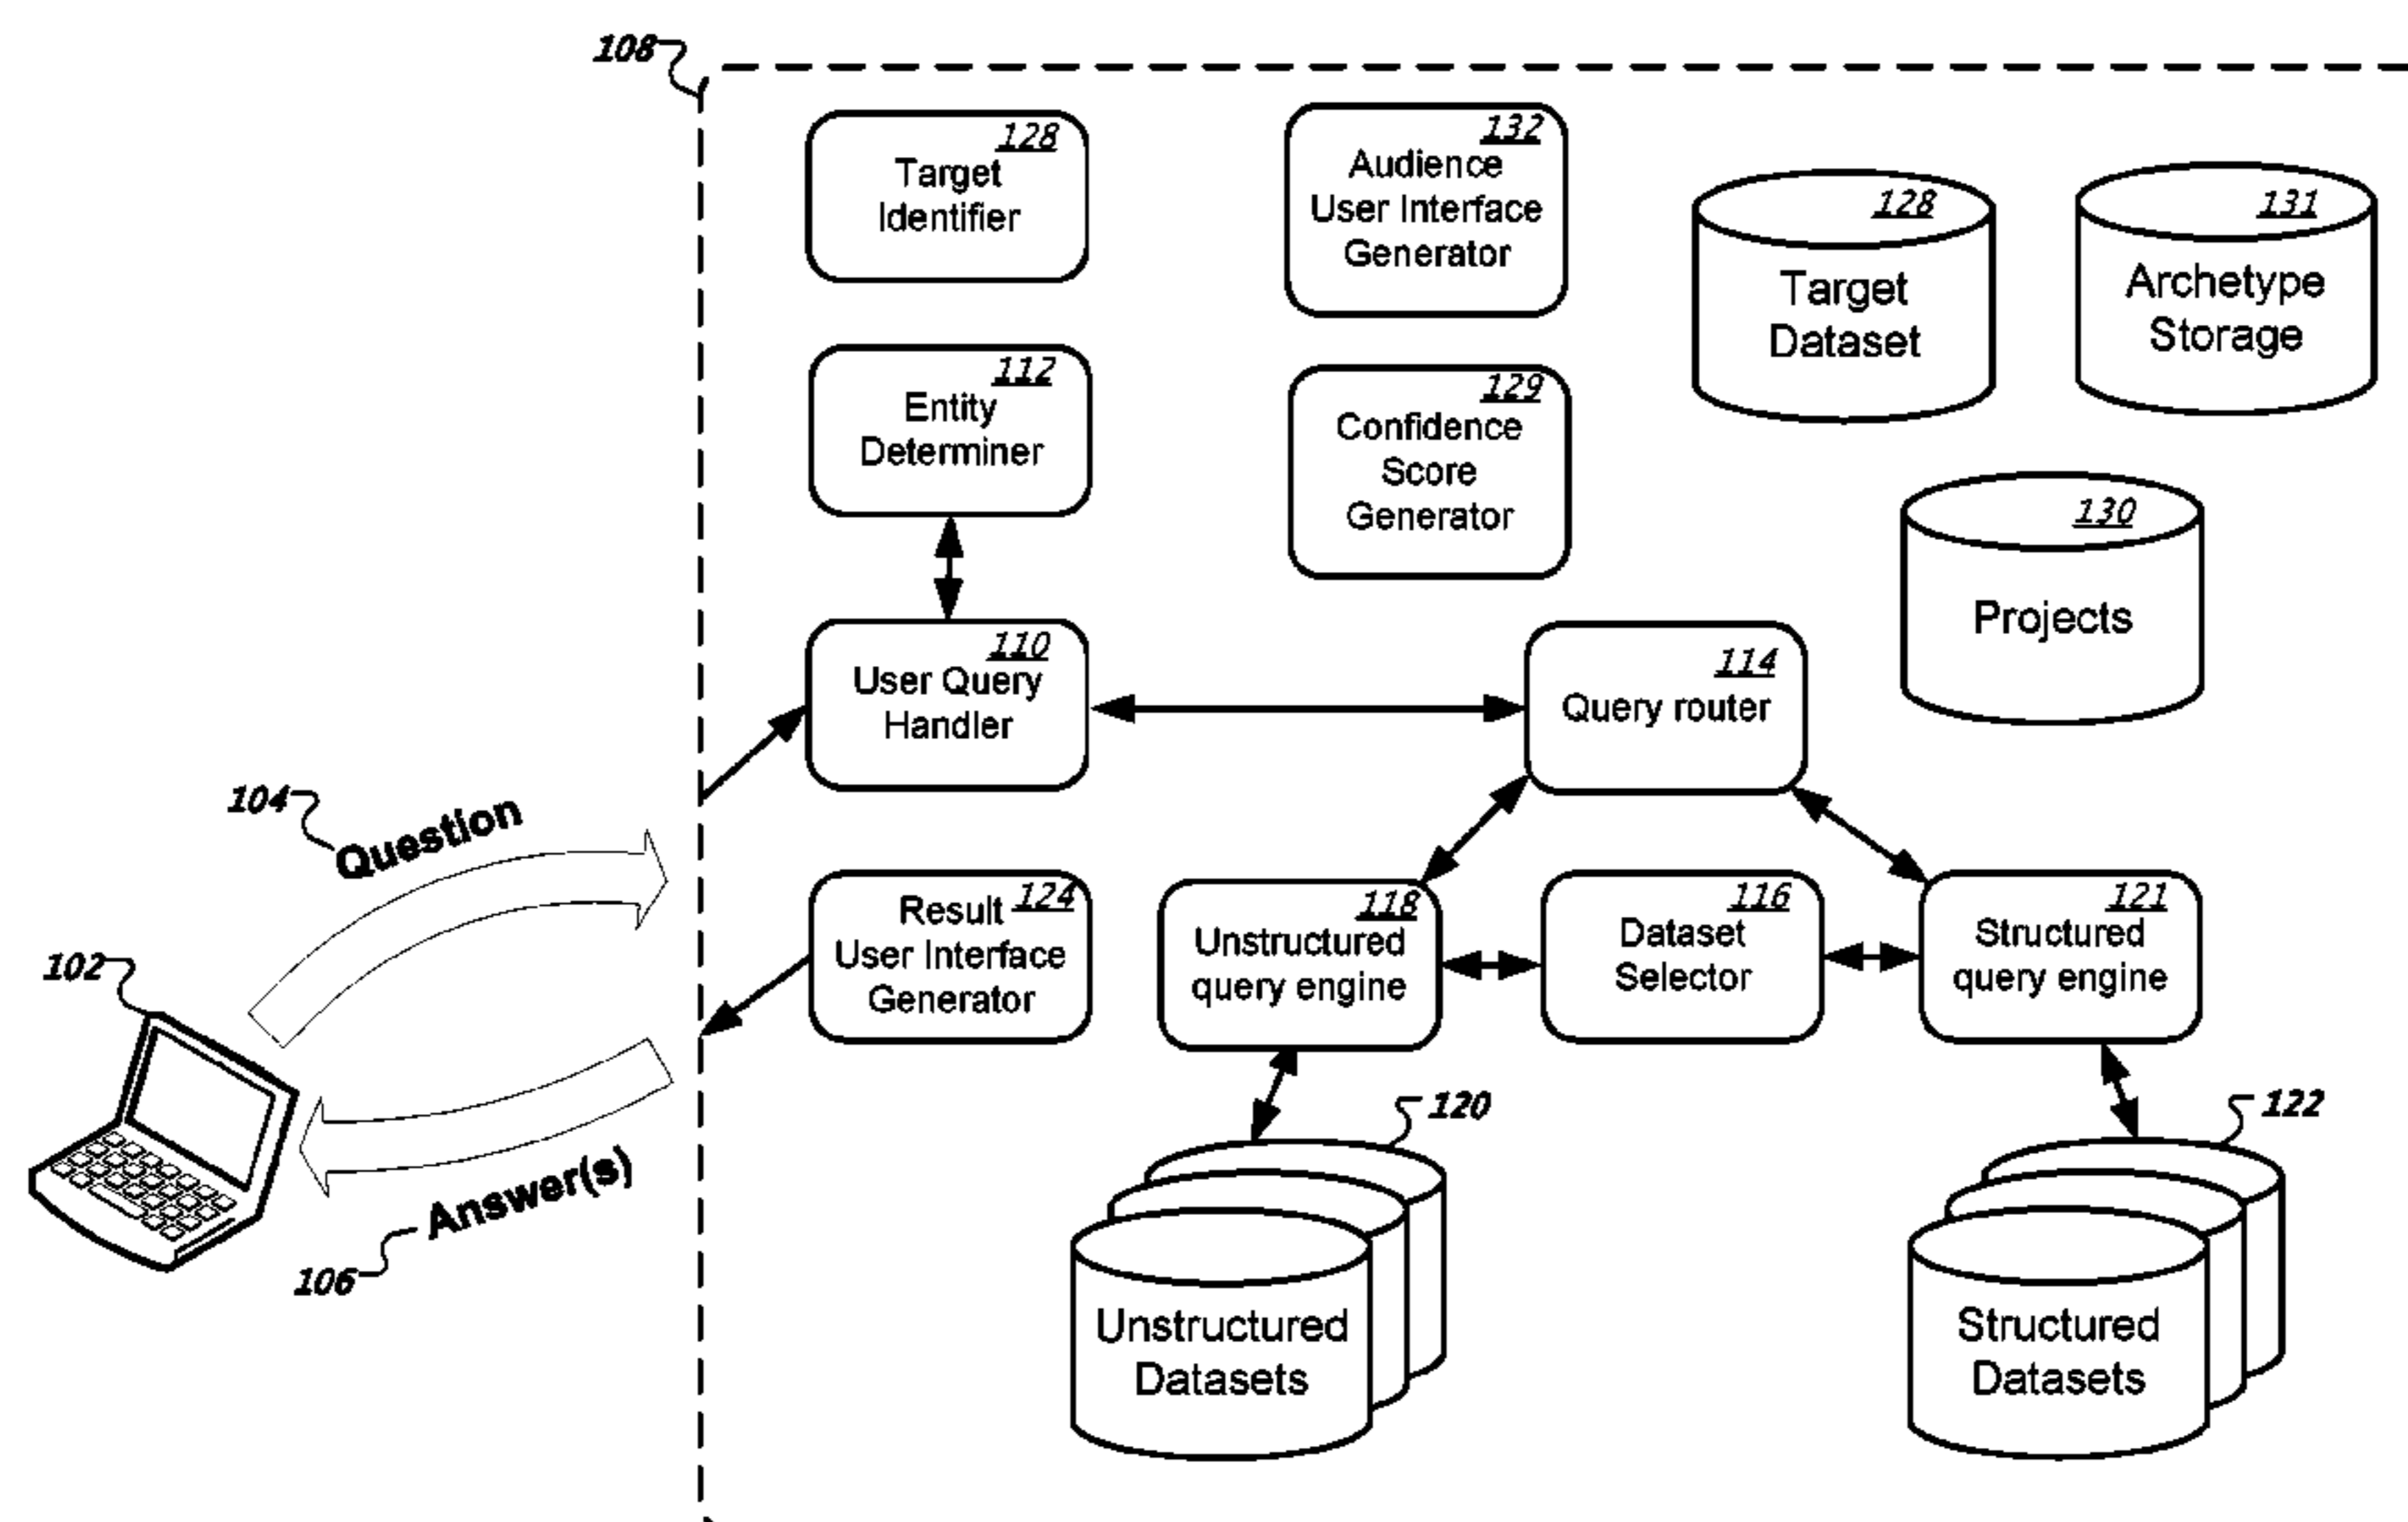 108
128
Target
Identifier
132
Audience
User Interface
Generator
128
Target
Dataset
131
Archetype
Storage
112
Entity
Determiner
129
Confidence
Score
Generator
130
Projects
110
User Query
Handler
114
Query router
104
Question
Result 124
User Interface
Generator
118
Unstructured
query engine
116
Dataset
Selector
121
Structured
query engine
102
106
Answer(s)
120
Unstructured
Datasets
122
Structured
Datasets